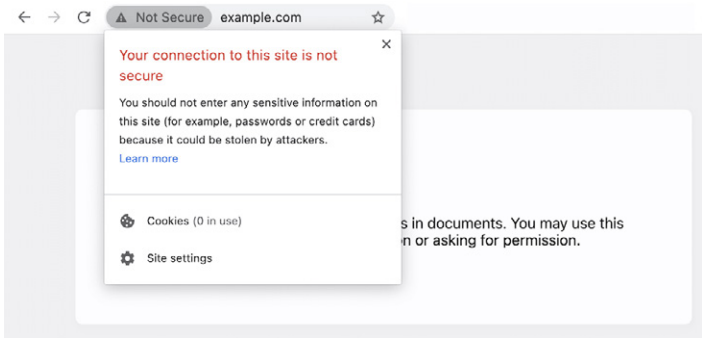 Not Secure example.com
Your connection to this site is not
secure
You should not enter any sensitive information on
this site (for example, passwords or credit cards)
because it could be stolen by attackers.
Learn more
Cookies (0 in use)
s in documents. You may use this
Site settings
n or asking for permission.